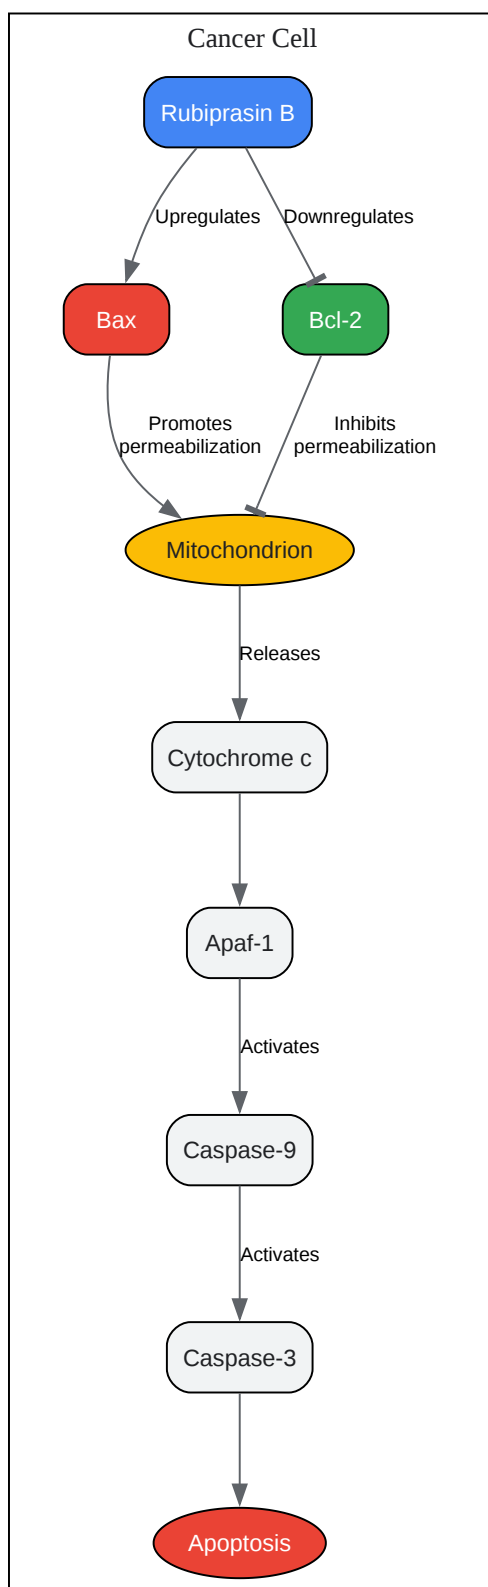 Cancer Cell
Rubiprasin B
Upregulates
Downregulates
Bax
Bcl-2
Promotes
permeabilization
Inhibits
permeabilization
Mitochondrion
Releases
Cytochrome c
Apaf-1
Activates
Caspase-9
Activates
Caspase-3
Apoptosis